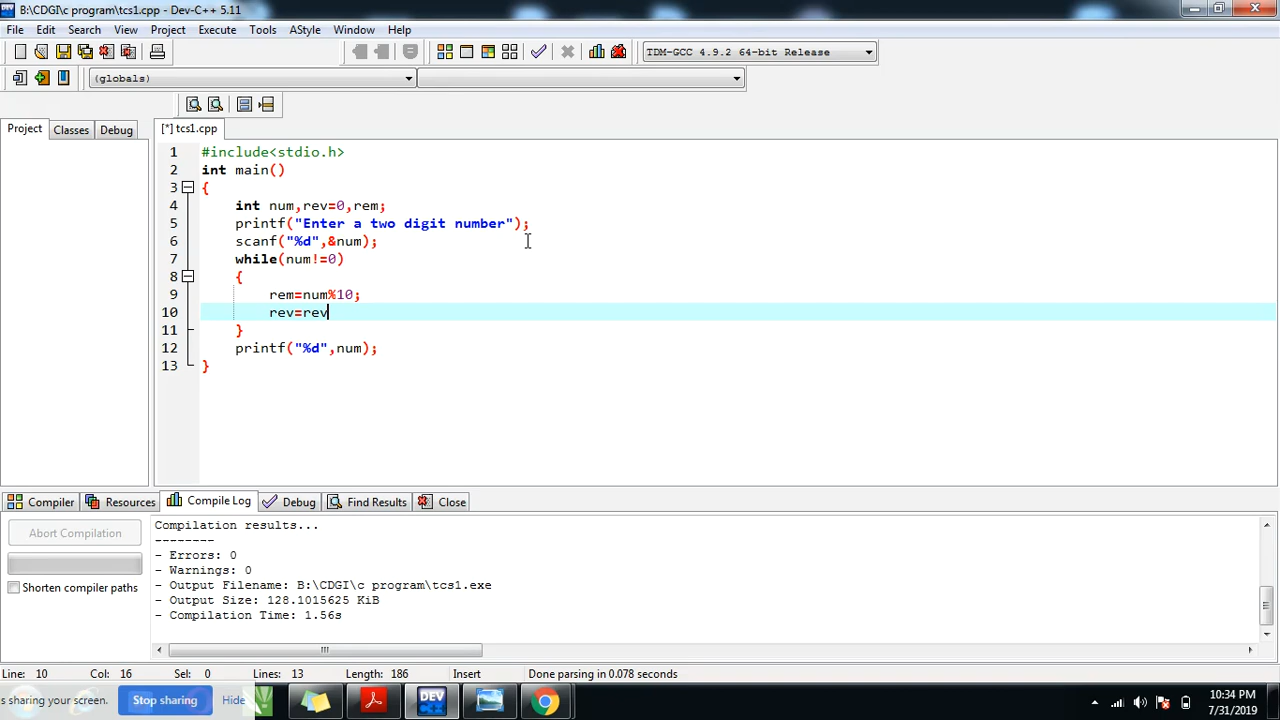 B:\CDGI\c program\tcs1.cpp - Dev-C++ 5.11
File Edit Search View Project Execute Tools AStyle Window Help
TDM-GCC 4.9.2 64-bit Release
(globals)
Project Classes Debug
[*] tcs1.cpp
1 #include<stdio.h>
2 int main()
3 {
4 int num,rev=0,rem;
5 printf("Enter a two digit number");
6 scanf("%d",&num);
7 while(num!=0)
8 {
9 rem=num%10;
10 rev=rev
11 }
12 printf("%d",num);
13 }
Compiler Resources Compile Log Debug Find Results Close
Abort Compilation
Shorten compiler paths
Compilation results...
--------
- Errors: 0
- Warnings: 0
- Output Filename: B:\CDGI\c program\tcs1.exe
- Output Size: 128.1015625 KiB
- Compilation Time: 1.56s
Line: 10 Col: 16 Sel: 0 Lines: 13 Length: 186 Insert Done parsing in 0.078 seconds
s sharing your screen. Stop sharing Hide
DEV
10:34 PM
7/31/2019